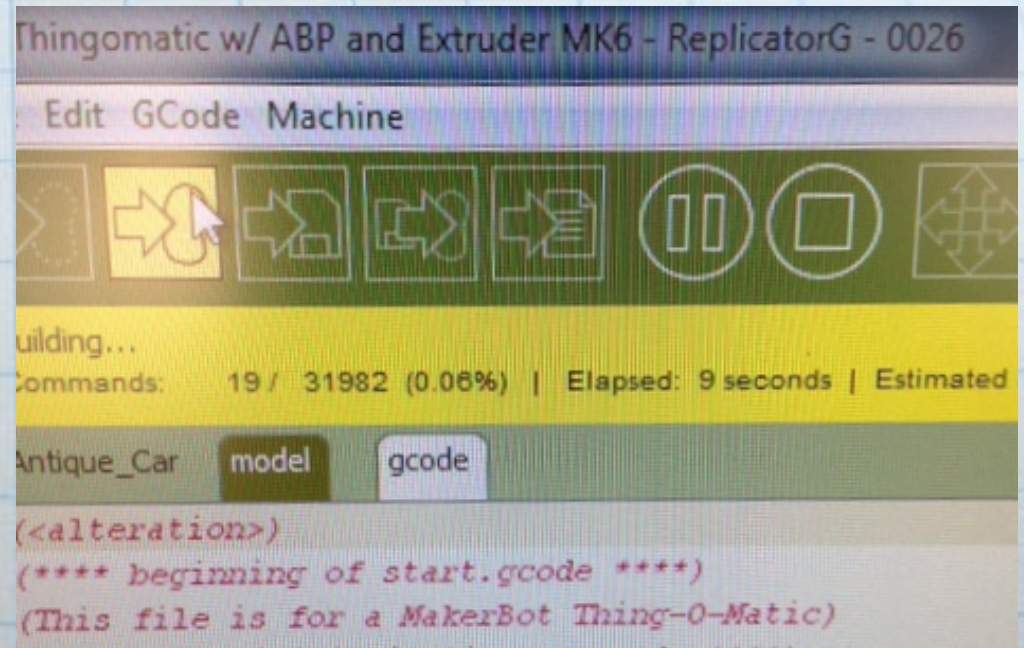 Thingomatic w/ ABP and Extruder MK6 - ReplicatorG - 0026
Edit GCode Machine
uilding...
Commands: 19 / 31982 (0.06%) | Elapsed: 9 seconds | Estimated
Antique_Car model gcode
(<alteration>)
(**** beginning of start.gcode ****)
(This file is for a MakerBot Thing-O-Matic)